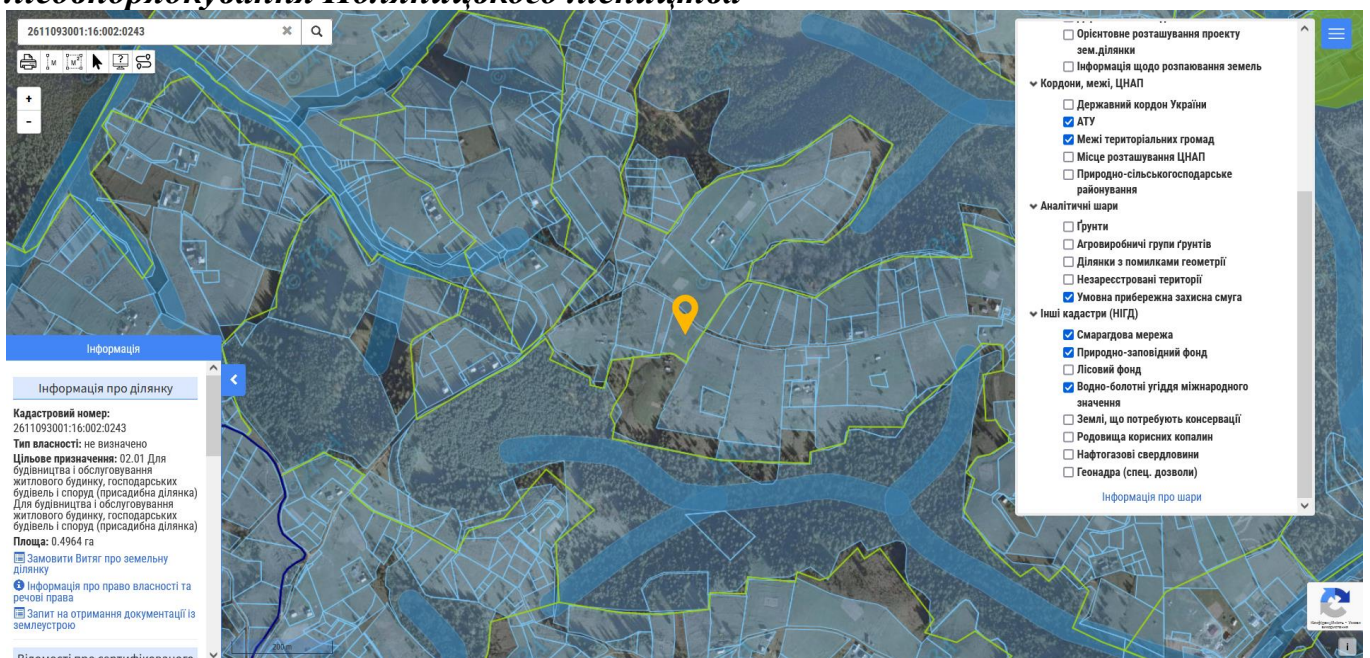 лісовпорядкування Поляницького лісництва
2611093001:16:002:0243
+
-
Орієнтовне розташування проекту
зем.ділянки
Інформація щодо розпаювання земель
Кордони, межі, ЦНАП
Державний кордон України
АТУ
Межі територіальних громад
Місце розташування ЦНАП
Природно-сільськогосподарське
районування
Аналітичні шари
Ґрунти
Агровиробничі групи ґрунтів
Ділянки з помилками геометрії
Незареєстровані території
Умовна прибережна захисна смуга
Інші кадастри (НІГД)
Смарагдова мережа
Природно-заповідний фонд
Лісовий фонд
Водно-болотні угіддя міжнародного
значення
Землі, що потребують консервації
Родовища корисних копалин
Нафтогазові свердловини
Геонадра (спец. дозволи)
Інформація про шари
Інформація
Інформація про ділянку
Кадастровий номер:
2611093001:16:002:0243
Тип власності: не визначено
Цільове призначення: 02.01 Для
будівництва і обслуговування
житлового будинку, господарських
будівель і споруд (присадибна ділянка)
Для будівництва і обслуговування
житлового будинку, господарських
будівель і споруд (присадибна ділянка)
Площа: 0.4964 га
Замовити Витяг про земельну
ділянку
Інформація про право власності та
речові права
Запит на отримання документації із
землеустрою
Відомості про сертифікованого
200 m